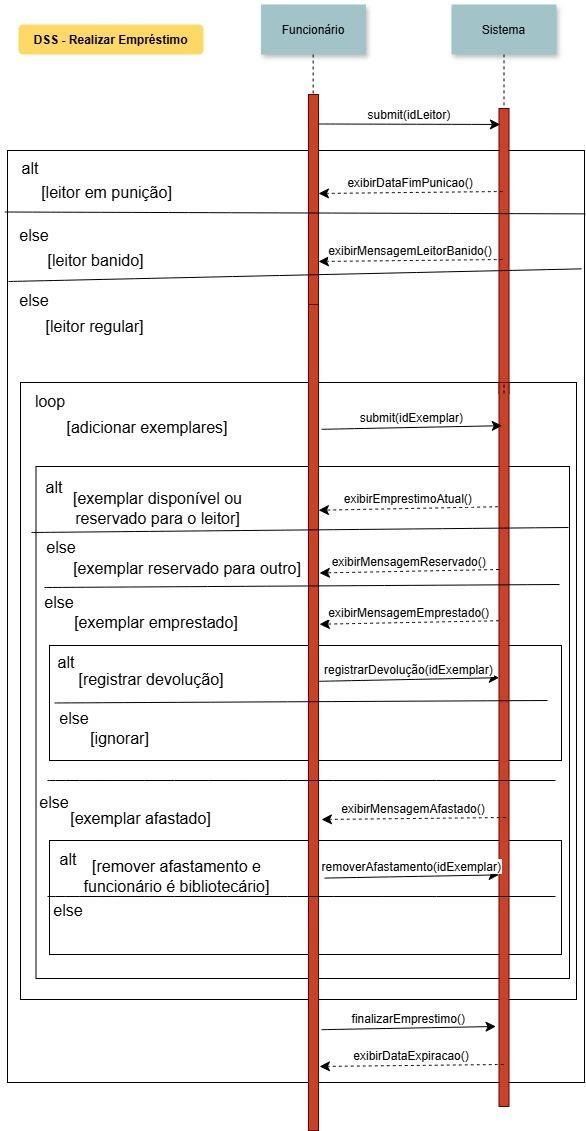 DSS - Realizar Empréstimo
Funcionário
Sistema
submit(idLeitor)
alt
[leitor em punição]
exibirDataFimPunicao()
else
[leitor banido]
exibirMensagemLeitorBanido()
else
[leitor regular]
loop
[adicionar exemplares]
submit(idExemplar)
alt
[exemplar disponível ou
reservado para o leitor]
exibirEmprestimoAtual()
else
[exemplar reservado para outro]
exibirMensagemReservado()
else
[exemplar emprestado]
exibirMensagemEmprestado()
alt
[registrar devolução]
registrarDevolução(idExemplar)
else
[ignorar]
else
[exemplar afastado]
exibirMensagemAfastado()
alt
[remover afastamento e
funcionário é bibliotecário]
removerAfastamento(idExemplar)
else
finalizarEmprestimo()
exibirDataExpiracao()